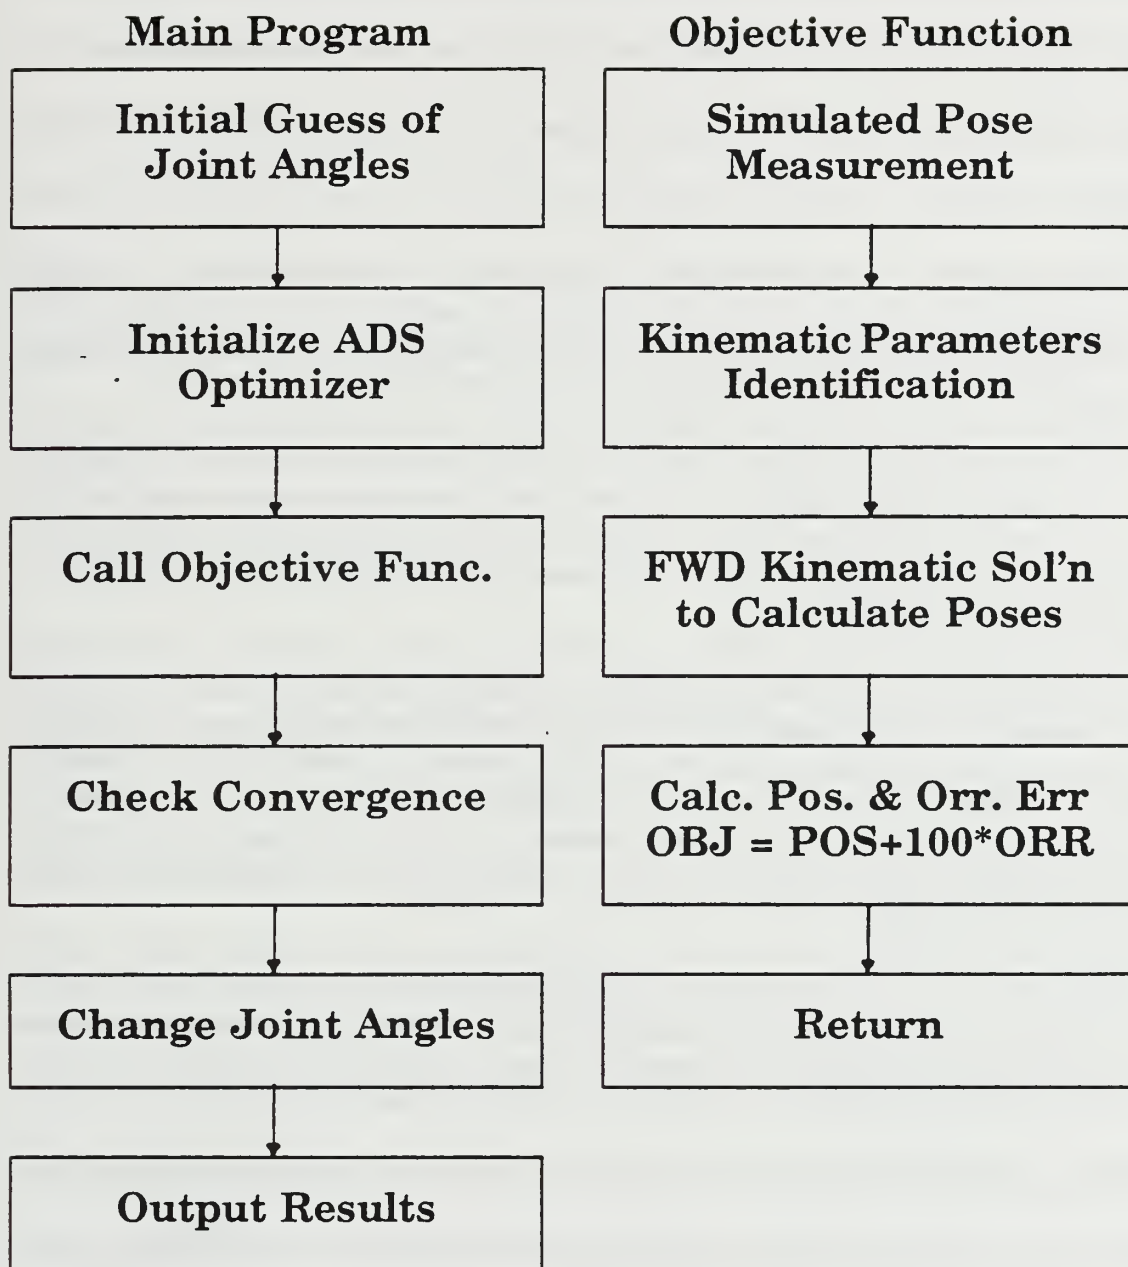 Main Program
Initial Guess of
Joint Angles
Initialize ADS
Optimizer
Call Objective Func.
Check Convergence
Change Joint Angles
Output Results
Objective Function
Simulated Pose
Measurement
Kinematic Parameters
Identification
FWD Kinematic Sol'n
to Calculate Poses
Calc. Pos. & Orr. Err
OBJ = POS+100*ORR
Return